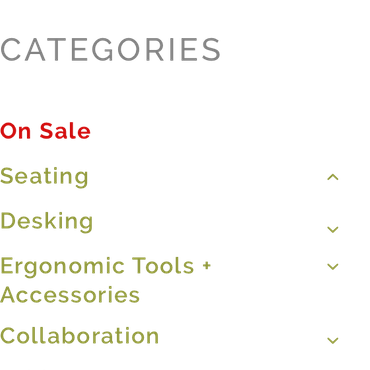 CATEGORIES
On Sale
Seating
Desking
Ergonomic Tools +
Accessories
Collaboration